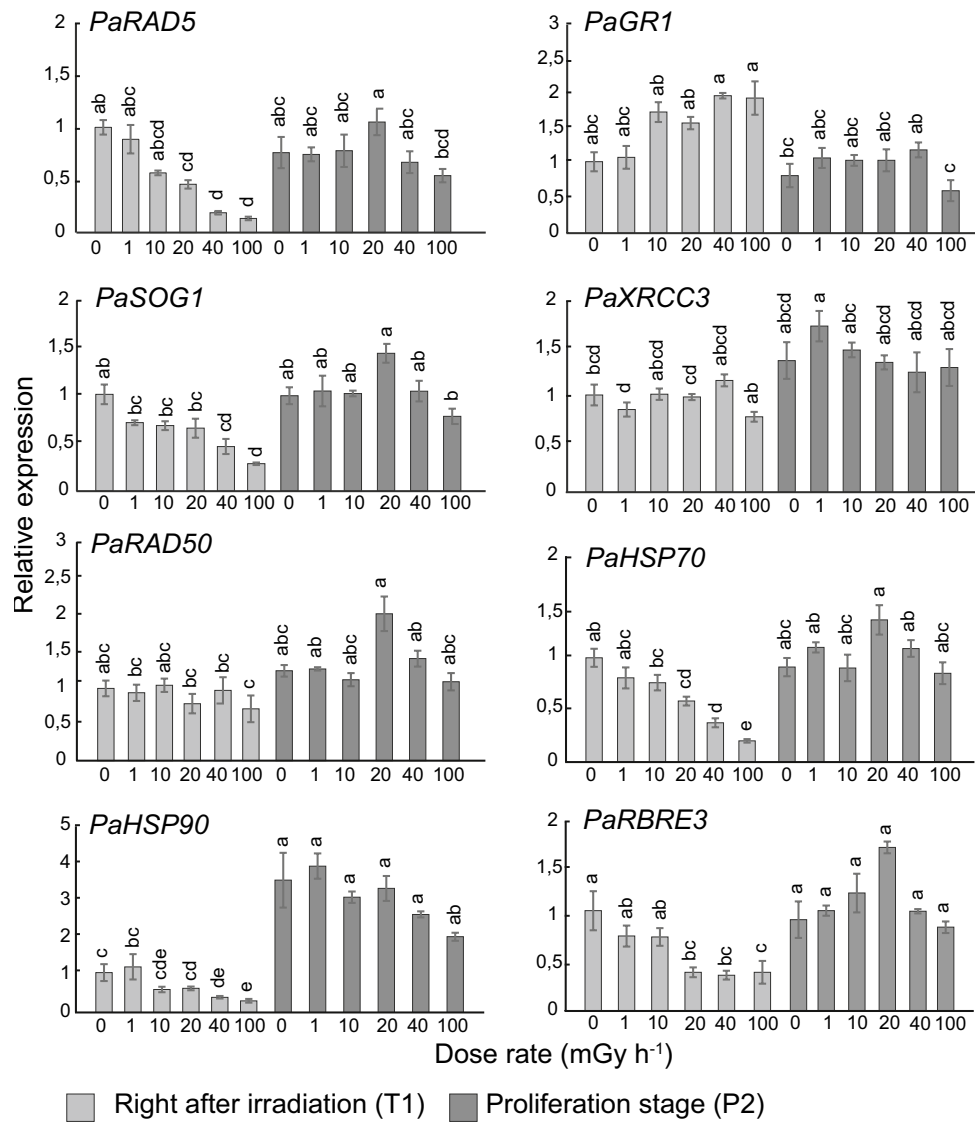 PaRAD5
2
1,5
1
0,5
0
ab abc abcd cd d d abc abc abc a abc bcd
0 1 10 20 40 100 0 1 10 20 40 100
PaGR1
3
2,5
2
1,5
1
0,5
0
abc abc ab ab a a bc abc abc abc ab c
0 1 10 20 40 100 0 1 10 20 40 100
PaSOG1
2
1,5
1
0,5
0
ab bc bc bc cd d ab ab ab a ab b
0 1 10 20 40 100 0 1 10 20 40 100
PaXRCC3
2
1,5
1
0,5
0
bcd d abcd cd abcd ab abcd a abc abcd abcd abcd
0 1 10 20 40 100 0 1 10 20 40 100
Relative expression
PaRAD50
3
2,5
2
1,5
1
0,5
0
abc bc abc bc abc c abc ab abc a ab abc
0 1 10 20 40 100 0 1 10 20 40 100
PaHSP70
2
1,5
1
0,5
0
ab abc bc cd d e abc ab abc a ab abc
0 1 10 20 40 100 0 1 10 20 40 100
PaHSP90
5
4
3
2
1
0
c bc cde cd de e a a a a a ab
0 1 10 20 40 100 0 1 10 20 40 100
PaRBRE3
2
1,5
1
0,5
0
a ab ab bc bc c a a a a a a
0 1 10 20 40 100 0 1 10 20 40 100
Dose rate (mGy h⁻¹)
Right after irradiation (T1) Proliferation stage (P2)